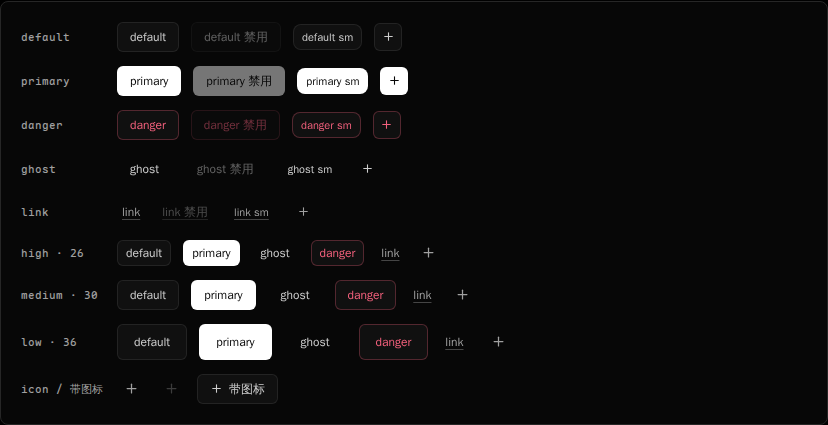 default default default 禁用 default sm +
primary primary primary 禁用 primary sm +
danger danger danger 禁用 danger sm +
ghost ghost ghost 禁用 ghost sm +
link link link 禁用 link sm +
high · 26 default primary ghost danger link +
medium · 30 default primary ghost danger link +
low · 36 default primary ghost danger link +
icon / 带图标 + + + 带图标